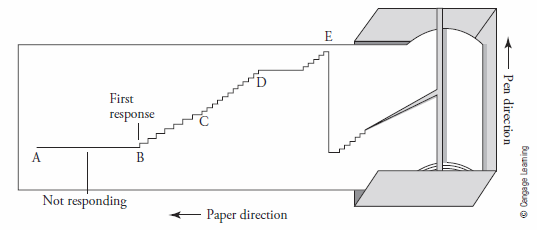 E
First
response
D
C
A
B
Not responding
Paper direction
Pen direction
© Cengage Learning